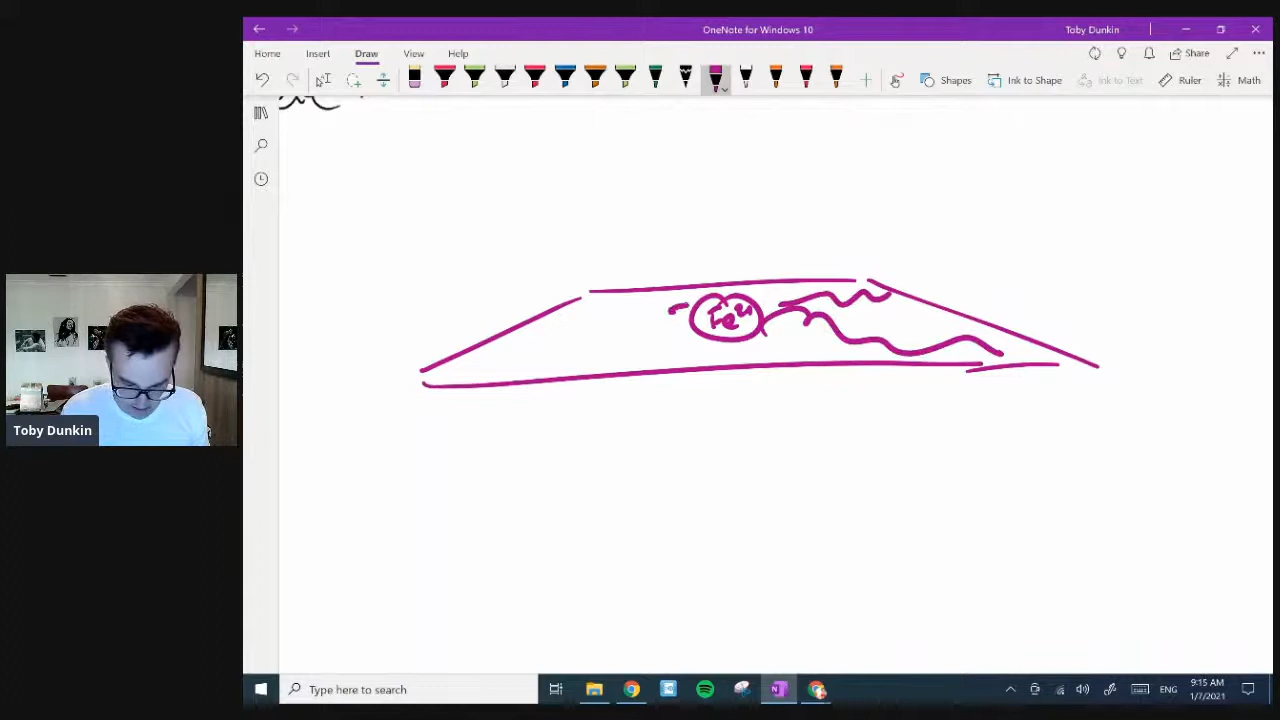 OneNote for Windows 10
Toby Dunkin
Home Insert Draw View Help
Share
Shapes Ink to Shape Ink to Text Ruler Math
Fe²⁺
Toby Dunkin
Type here to search
ENG
9:15 AM
1/7/2021